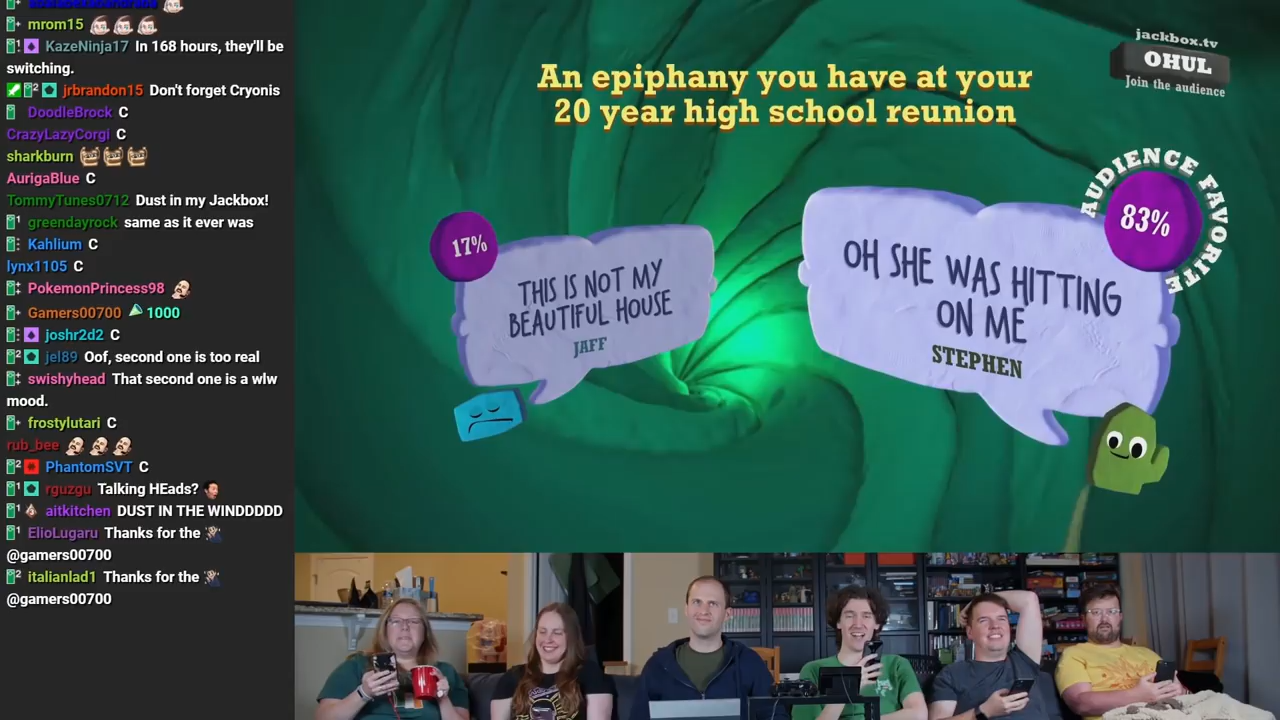 mrom15
KazeNinja17 In 168 hours, they'll be
switching.
jrbrandon15 Don't forget Cryonis
DoodleBrock C
CrazyLazyCorgi C
sharkburn
AurigaBlue C
TommyTunes0712 Dust in my Jackbox!
greendayrock same as it ever was
Kahlium C
lynx1105 C
PokemonPrincess98
Gamers00700 1000
joshr2d2 C
jel89 Oof, second one is too real
swishyhead That second one is a wlw
mood.
frostylutari C
rub_bee
PhantomSVT C
rguzgu Talking HEads?
aitkitchen DUST IN THE WINDDDDD
ElioLugaru Thanks for the
@gamers00700
italianlad1 Thanks for the
@gamers00700
An epiphany you have at your
20 year high school reunion
jackbox.tv
OHUL
Join the audience
17%
THIS IS NOT MY
BEAUTIFUL HOUSE
JAFF
AUDIENCE FAVORITE
83%
OH SHE WAS HITTING
ON ME
STEPHEN